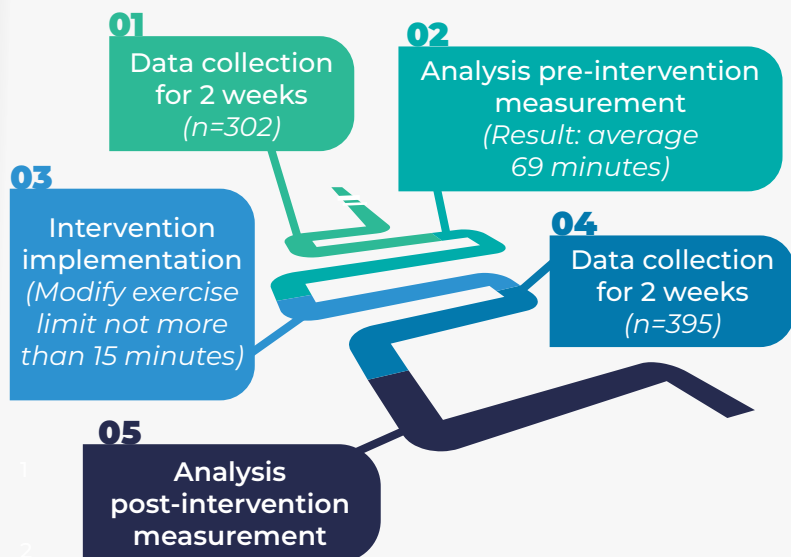 01
Data collection
for 2 weeks
(n=302)
02
Analysis pre-intervention
measurement
(Result: average
69 minutes)
03
Intervention
implementation
(Modify exercise
limit not more
than 15 minutes)
04
Data collection
for 2 weeks
(n=395)
05
Analysis
post-intervention
measurement
1
2